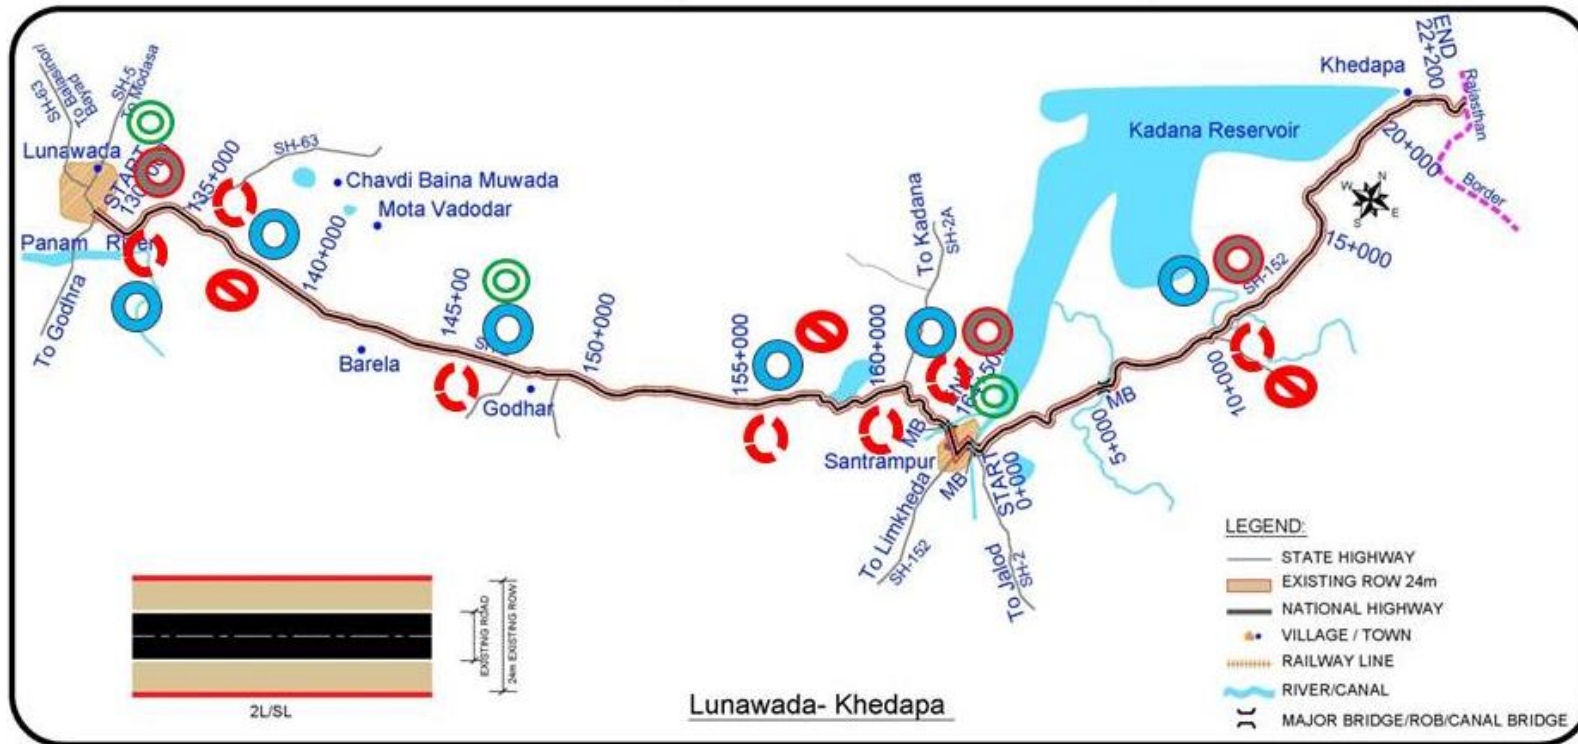 SH-63
To Balasinor
Bayad
SH-5
To Modasa
Lunawada
START
135+000
SH-63
Chavdi Baina Muwada
Mota Vadodar
Panam River
To Godhra
140+000
Barela
145+00
Godhar
150+000
155+000
160+000
To Kadana
SH-2A
MB
Santrampur
MB
START
0+000
To Limkheda
SH-152
To Jalod
SH-2
5+000
MB
10+000
SH-152
15+000
20+000
Kadana Reservoir
Khedapa
END
22+200
Rajasthan
Border
N
W
E
S
EXISTING ROAD
24m EXISTING ROW
2L/SL
Lunawada- Khedapa
LEGEND:
STATE HIGHWAY
EXISTING ROW 24m
NATIONAL HIGHWAY
VILLAGE / TOWN
RAILWAY LINE
RIVER/CANAL
MAJOR BRIDGE/ROB/CANAL BRIDGE